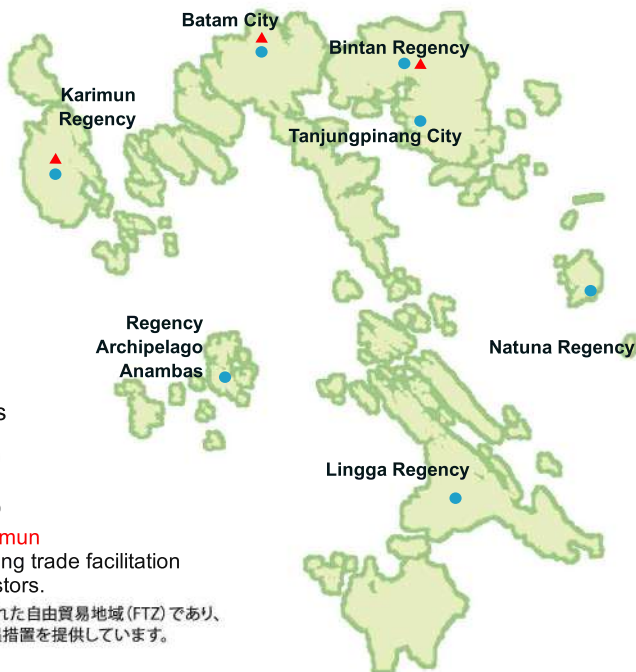 Batam City
Bintan Regency
Karimun
Regency
Tanjungpinang City
Regency
Archipelago
Anambas
Natuna Regency
Lingga Regency
s
mun
ng trade facilitation
stors.
れた自由貿易地域(FTZ)であり、
措置を提供しています。